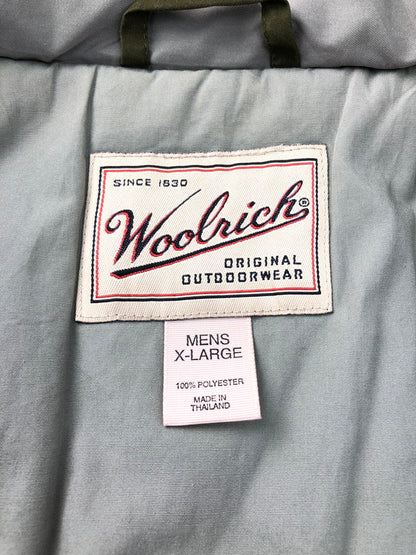 SINCE 1830
Woolrich®
ORIGINAL
OUTDOORWEAR
MENS
X-LARGE
100% POLYESTER
MADE IN
THAILAND